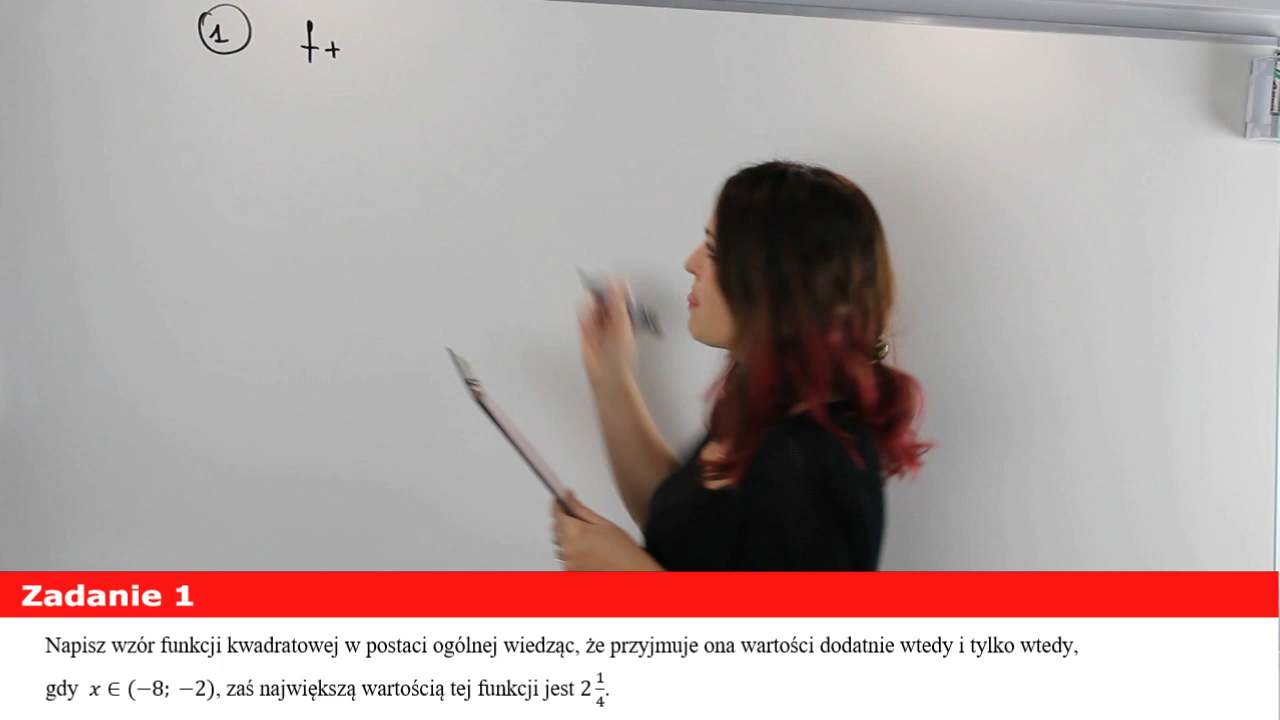 1 f+
Zadanie 1
Napisz wzór funkcji kwadratowej w postaci ogólnej wiedząc, że przyjmuje ona wartości dodatnie wtedy i tylko wtedy,
gdy x ∈ (−8; −2), zaś największą wartością tej funkcji jest 2 1/4.